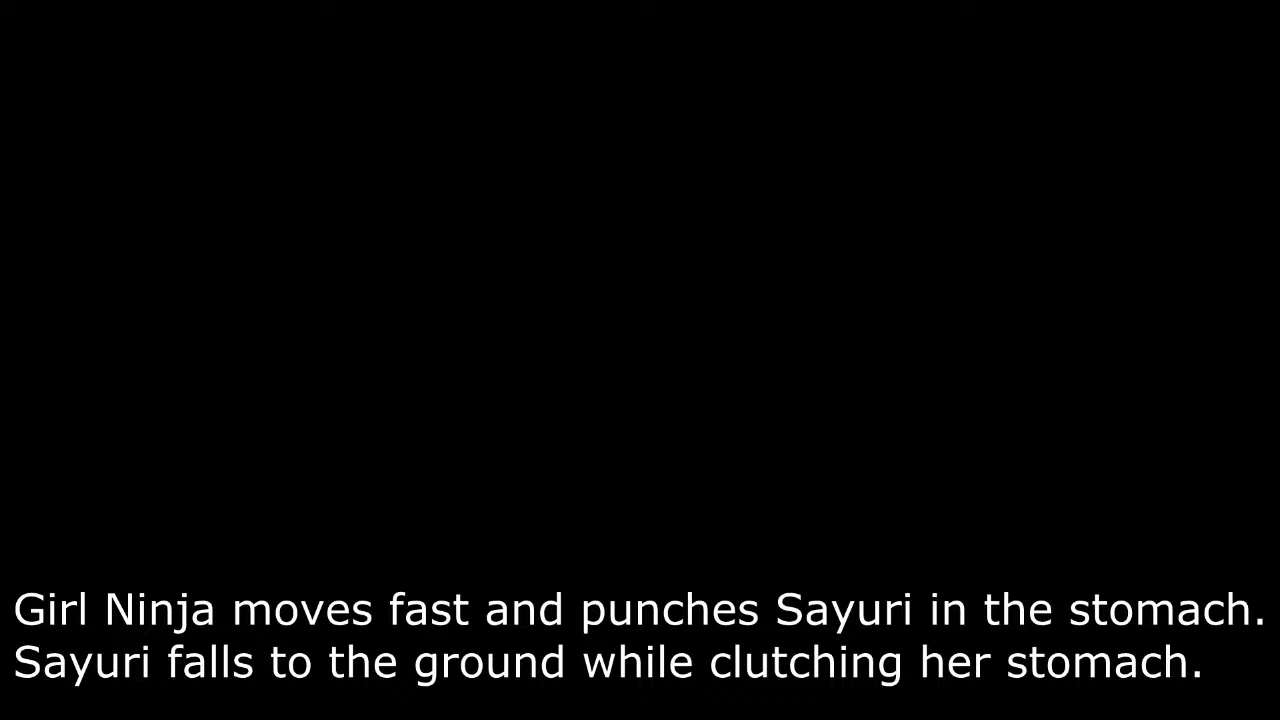 Girl Ninja moves fast and punches Sayuri in the stomach.
Sayuri falls to the ground while clutching her stomach.